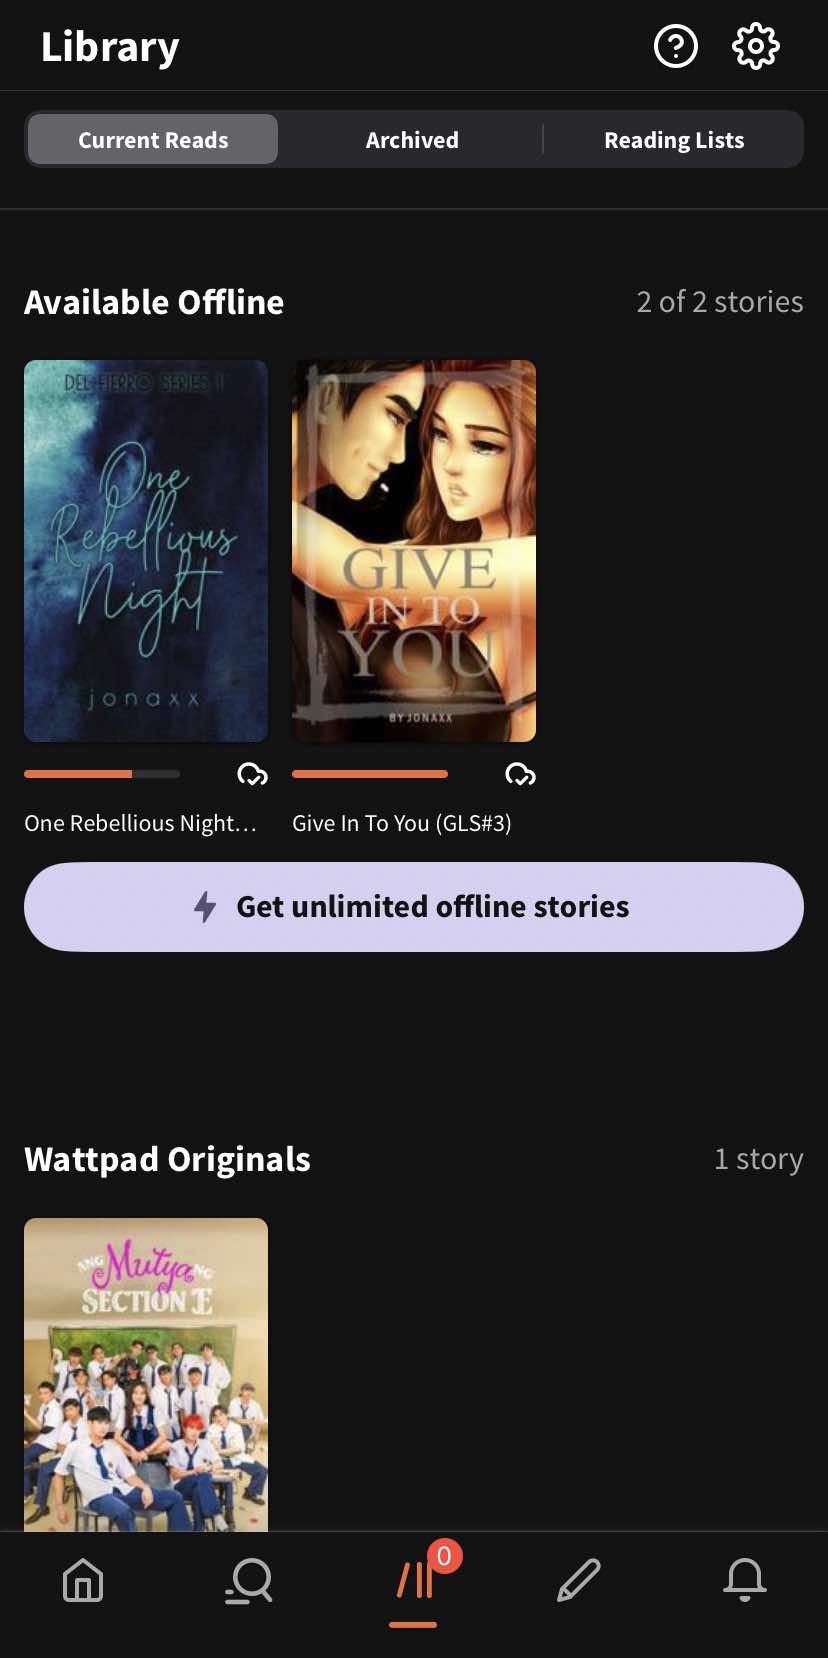 Library
Current Reads
Archived
Reading Lists
Available Offline
2 of 2 stories
DEL FIERRO SERIES 1
One
Rebellious
Night
jonaxx
GIVE
IN TO
YOU
BY JONAXX
One Rebellious Night...
Give In To You (GLS#3)
Get unlimited offline stories
Wattpad Originals
1 story
ANG Mutya NG
SECTION E
0